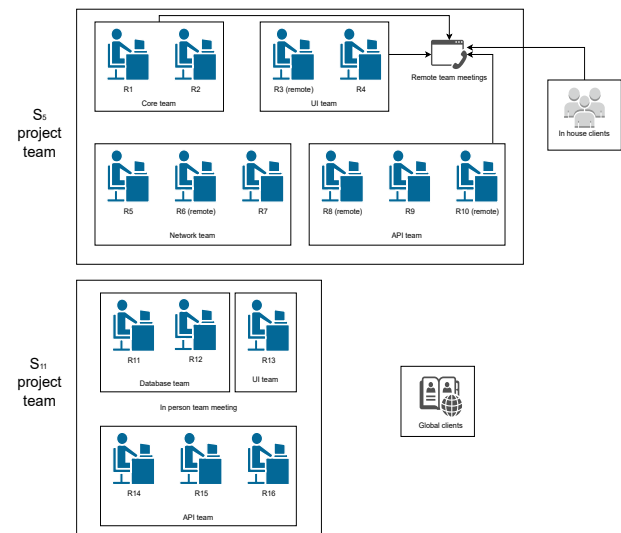 S5
project
team
R1
R2
Core team
R3 (remote)
R4
UI team
Remote team meetings
In house clients
R5
R6 (remote)
R7
Network team
R8 (remote)
R9
R10 (remote)
API team
S11
project
team
R11
R12
Database team
R13
UI team
In person team meeting
R14
R15
R16
API team
Global clients